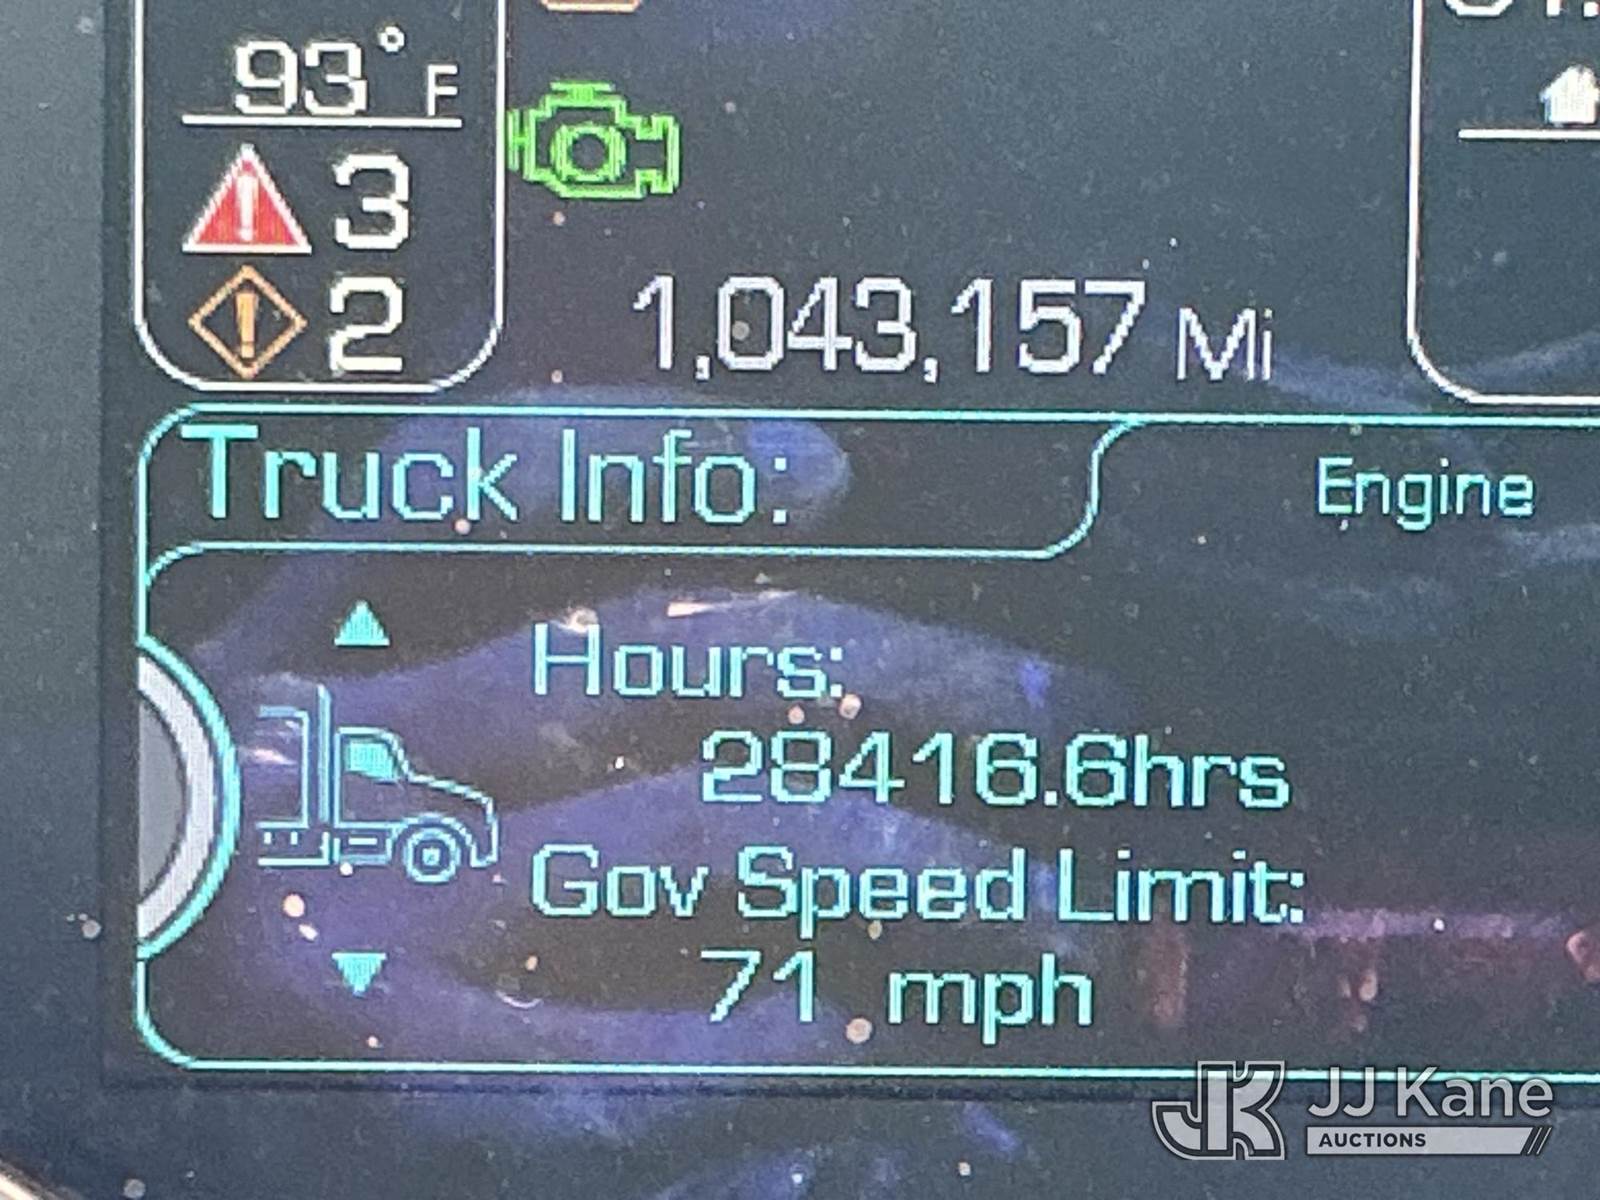 93° F
3
2
1,043,157 Mi
Truck Info:
Engine
Hours:
28416.6hrs
Gov Speed Limit:
71 mph
JK JJ Kane
AUCTIONS